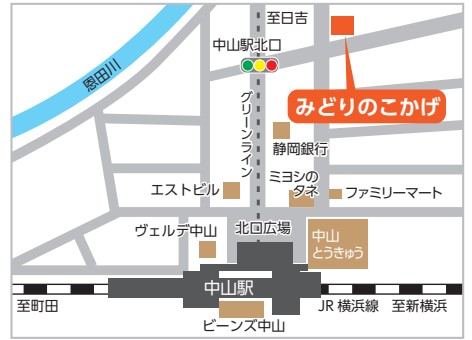 至日吉
中山駅北口
恩田川
グリーンライン
みどりのこかげ
静岡銀行
ミヨシの
タネ
エストビル
ファミリーマート
ヴェルデ中山
北口広場
中山
とうきゅう
中山駅
至町田
JR横浜線
至新横浜
ビーンズ中山